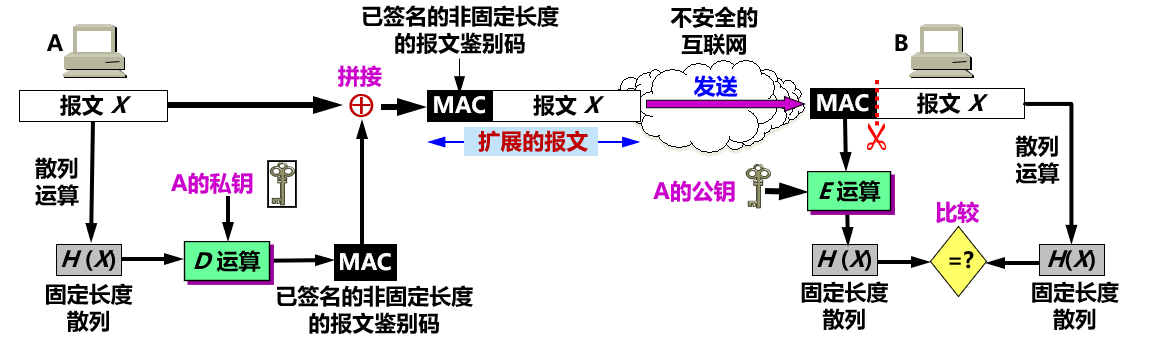 A
报文 X
散列
运算
H (X)
固定长度
散列
A的私钥
D 运算
MAC
已签名的非固定长度
的报文鉴别码
拼接
已签名的非固定长度
的报文鉴别码
MAC
报文 X
扩展的报文
不安全的
互联网
发送
B
MAC
报文 X
A的公钥
E 运算
H (X)
固定长度
散列
比较
=?
散列
运算
H(X)
固定长度
散列